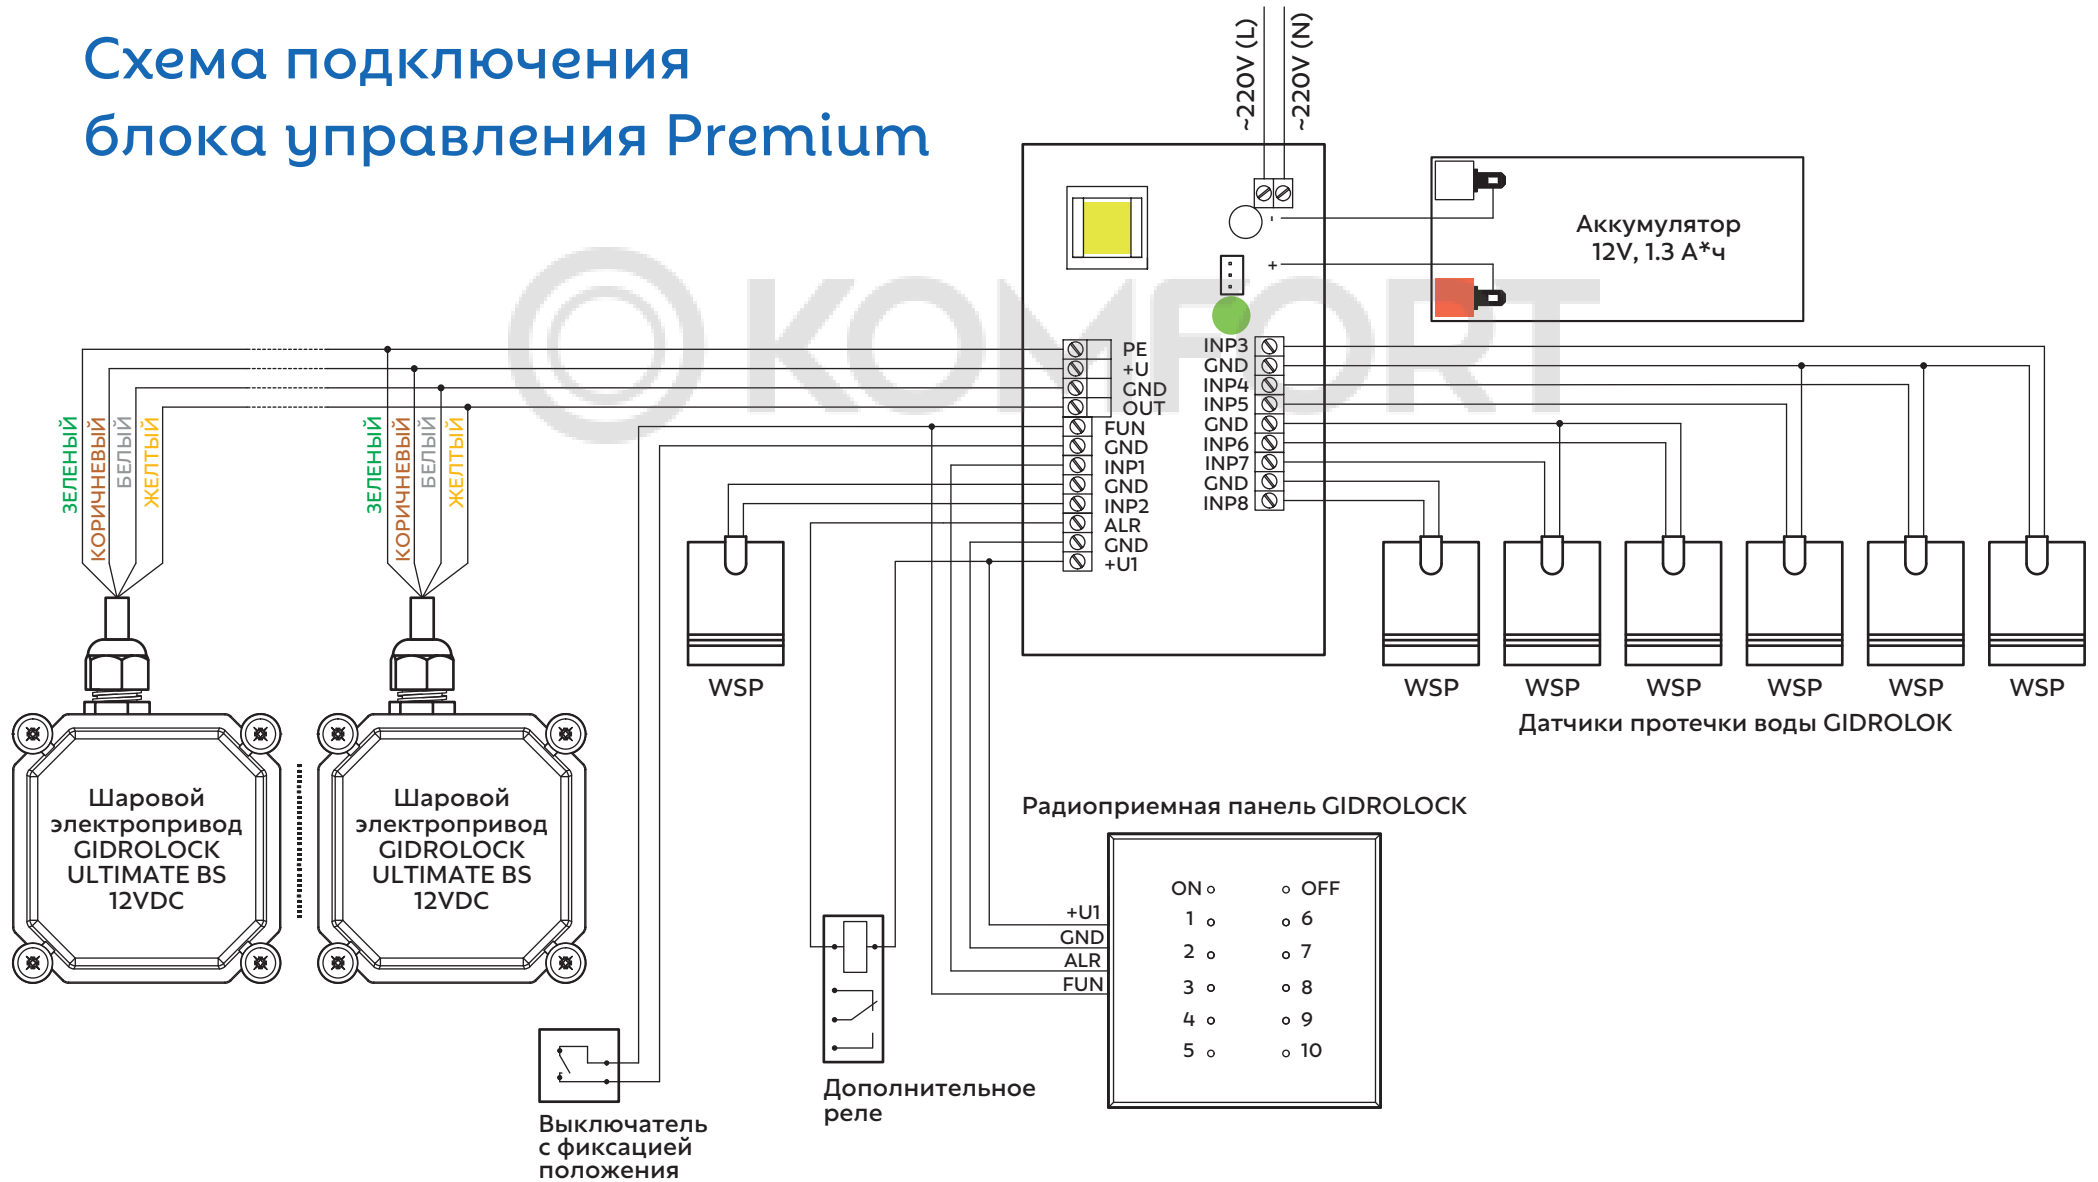 Схема подключения
блока управления Premium
~220V (L)
~220V (N)
-
+
Аккумулятор
12V, 1.3 А*ч
KOMFORT
PE
+U
GND
OUT
FUN
GND
INP1
GND
INP2
ALR
GND
+U1
INP3
GND
INP4
INP5
GND
INP6
INP7
GND
INP8
ЗЕЛЕНЫЙ
КОРИЧНЕВЫЙ
БЕЛЫЙ
ЖЕЛТЫЙ
ЗЕЛЕНЫЙ
КОРИЧНЕВЫЙ
БЕЛЫЙ
ЖЕЛТЫЙ
WSP
WSP
WSP
WSP
WSP
WSP
WSP
Датчики протечки воды GIDROLOK
Шаровой
электропривод
GIDROLOCK
ULTIMATE BS
12VDC
Шаровой
электропривод
GIDROLOCK
ULTIMATE BS
12VDC
Радиоприемная панель GIDROLOCK
+U1
GND
ALR
FUN
ON OFF
1 6
2 7
3 8
4 9
5 10
Дополнительное
реле
Выключатель
с фиксацией
положения